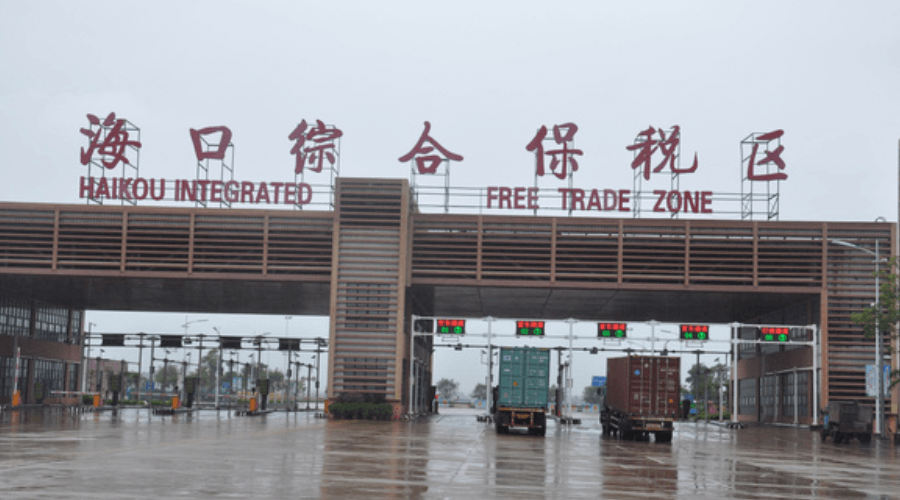 海口综合保税区
HAIKOU INTEGRATED FREE TRADE ZONE